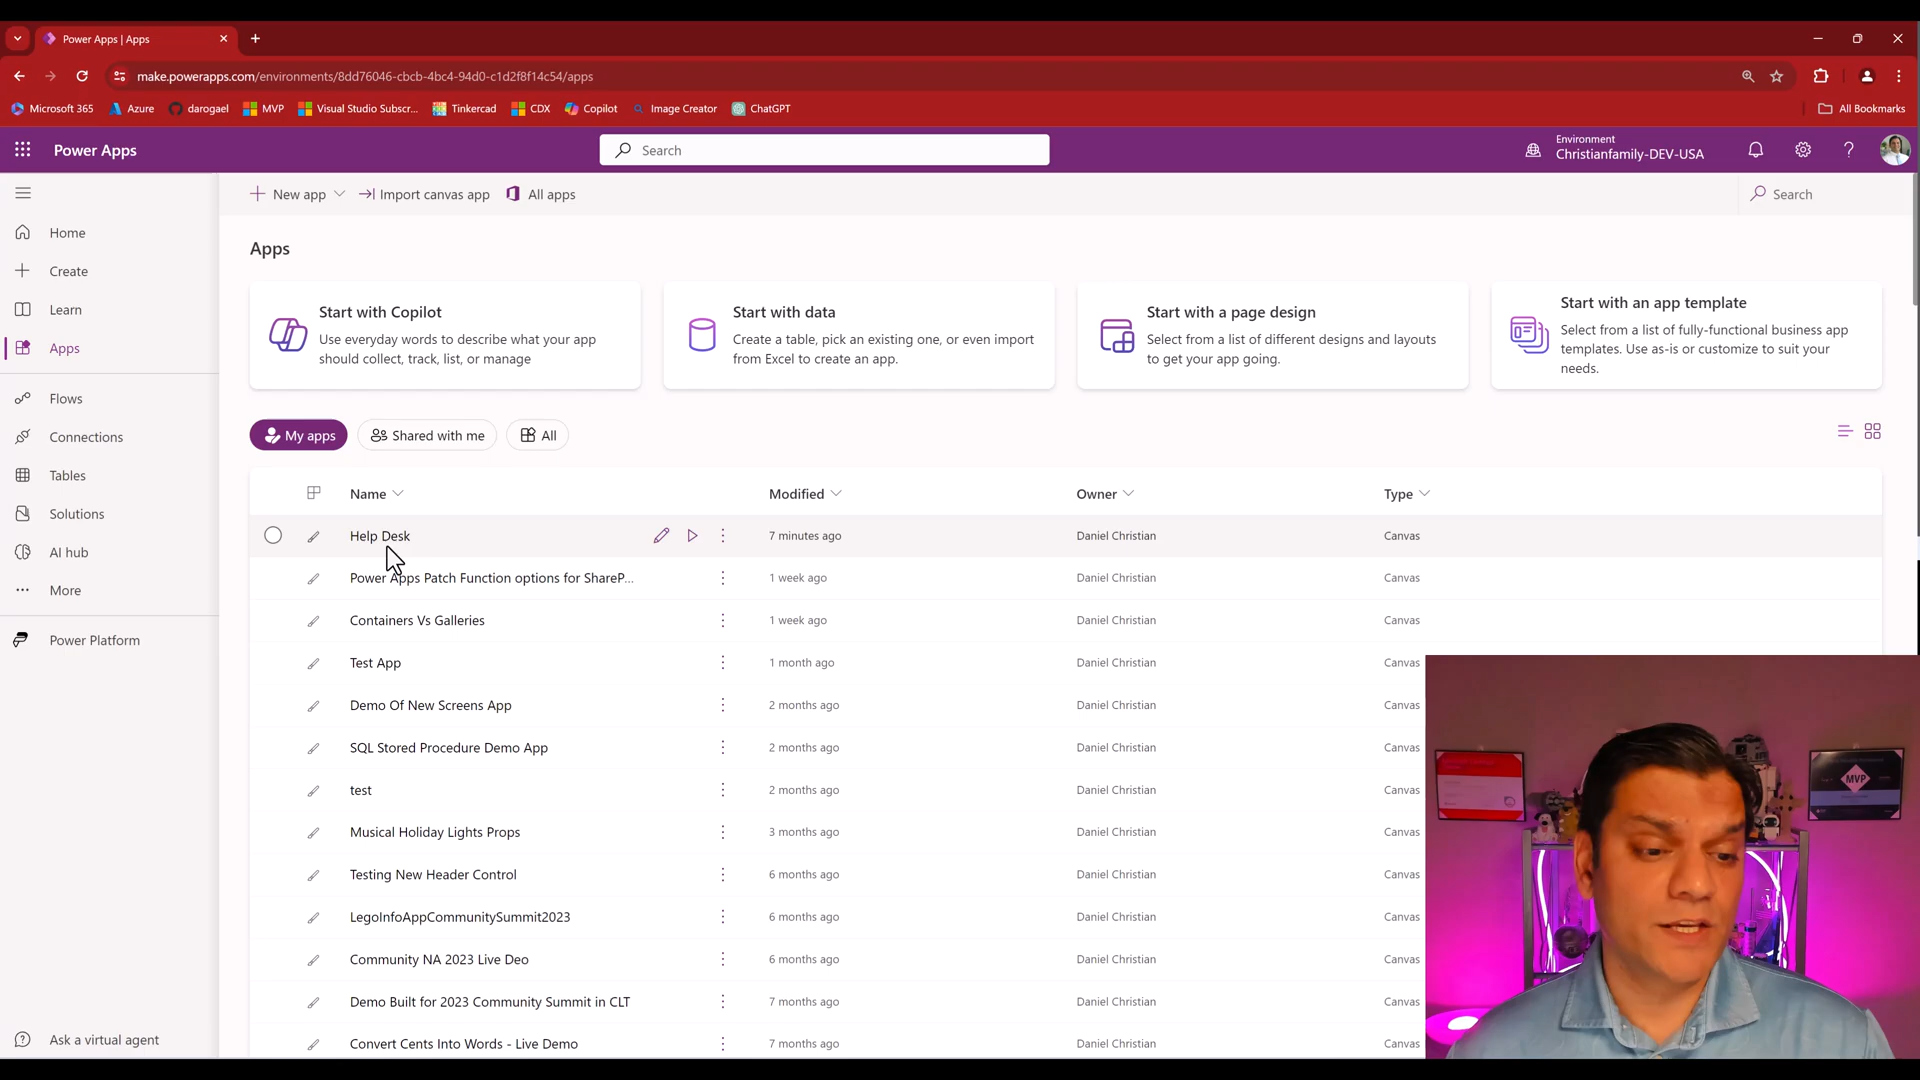 Power Apps | Apps
make.powerapps.com/environments/8dd76046-cbcb-4bc4-94d0-c1d2f8f14c54/apps
Microsoft 365 Azure darogael MVP Visual Studio Subscr... Tinkercad CDX Copilot Image Creator ChatGPT All Bookmarks
Power Apps
Search
Environment
Christianfamily-DEV-USA
New app Import canvas app All apps
Search
Home
Create
Learn
Apps
Flows
Connections
Tables
Solutions
AI hub
More
Power Platform
Ask a virtual agent
Apps
Start with Copilot
Use everyday words to describe what your app
should collect, track, list, or manage
Start with data
Create a table, pick an existing one, or even import
from Excel to create an app.
Start with a page design
Select from a list of different designs and layouts
to get your app going.
Start with an app template
Select from a list of fully-functional business app
templates. Use as-is or customize to suit your
needs.
My apps Shared with me All
Name Modified Owner Type
Help Desk 7 minutes ago Daniel Christian Canvas
Power Apps Patch Function options for ShareP... 1 week ago Daniel Christian Canvas
Containers Vs Galleries 1 week ago Daniel Christian Canvas
Test App 1 month ago Daniel Christian Canvas
Demo Of New Screens App 2 months ago Daniel Christian Canvas
SQL Stored Procedure Demo App 2 months ago Daniel Christian Canvas
test 2 months ago Daniel Christian Canvas
Musical Holiday Lights Props 3 months ago Daniel Christian Canvas
Testing New Header Control 6 months ago Daniel Christian Canvas
LegoInfoAppCommunitySummit2023 6 months ago Daniel Christian Canvas
Community NA 2023 Live Deo 6 months ago Daniel Christian Canvas
Demo Built for 2023 Community Summit in CLT 7 months ago Daniel Christian Canvas
Convert Cents Into Words - Live Demo 7 months ago Daniel Christian Canvas
MVP